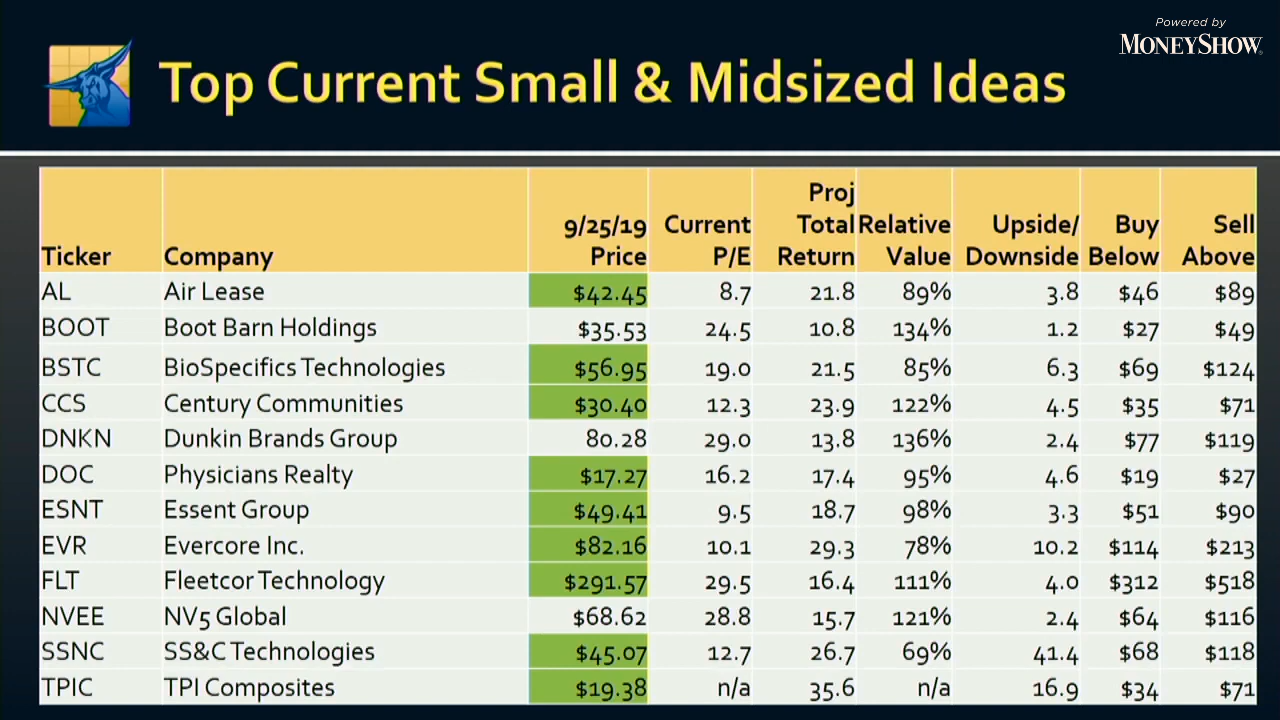 Powered by
MONEYSHOW
Top Current Small & Midsized Ideas
Ticker Company 9/25/19 Price Current P/E Proj Total Return Relative Value Upside/ Downside Buy Below Sell Above
AL Air Lease $42.45 8.7 21.8 89% 3.8 $46 $89
BOOT Boot Barn Holdings $35.53 24.5 10.8 134% 1.2 $27 $49
BSTC BioSpecifics Technologies $56.95 19.0 21.5 85% 6.3 $69 $124
CCS Century Communities $30.40 12.3 23.9 122% 4.5 $35 $71
DNKN Dunkin Brands Group 80.28 29.0 13.8 136% 2.4 $77 $119
DOC Physicians Realty $17.27 16.2 17.4 95% 4.6 $19 $27
ESNT Essent Group $49.41 9.5 18.7 98% 3.3 $51 $90
EVR Evercore Inc. $82.16 10.1 29.3 78% 10.2 $114 $213
FLT Fleetcor Technology $291.57 29.5 16.4 111% 4.0 $312 $518
NVEE NV5 Global $68.62 28.8 15.7 121% 2.4 $64 $116
SSNC SS&C Technologies $45.07 12.7 26.7 69% 41.4 $68 $118
TPIC TPI Composites $19.38 n/a 35.6 n/a 16.9 $34 $71